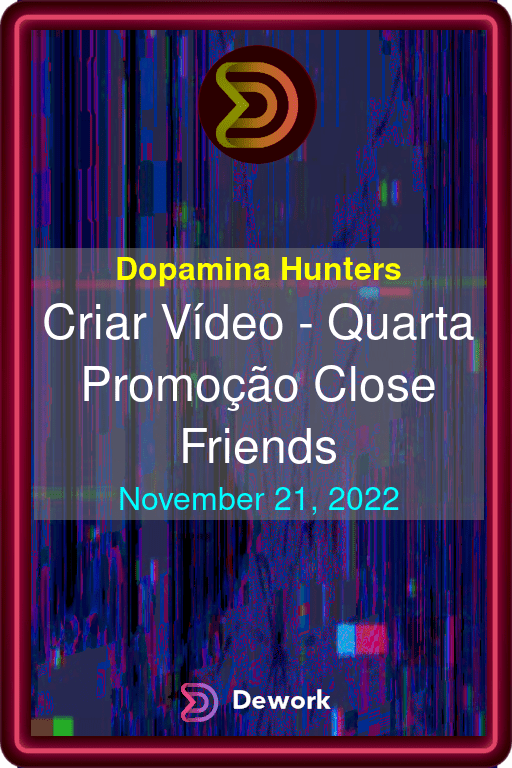 Dopamina Hunters
Criar Vídeo - Quarta
Promoção Close
Friends
November 21, 2022
Dework